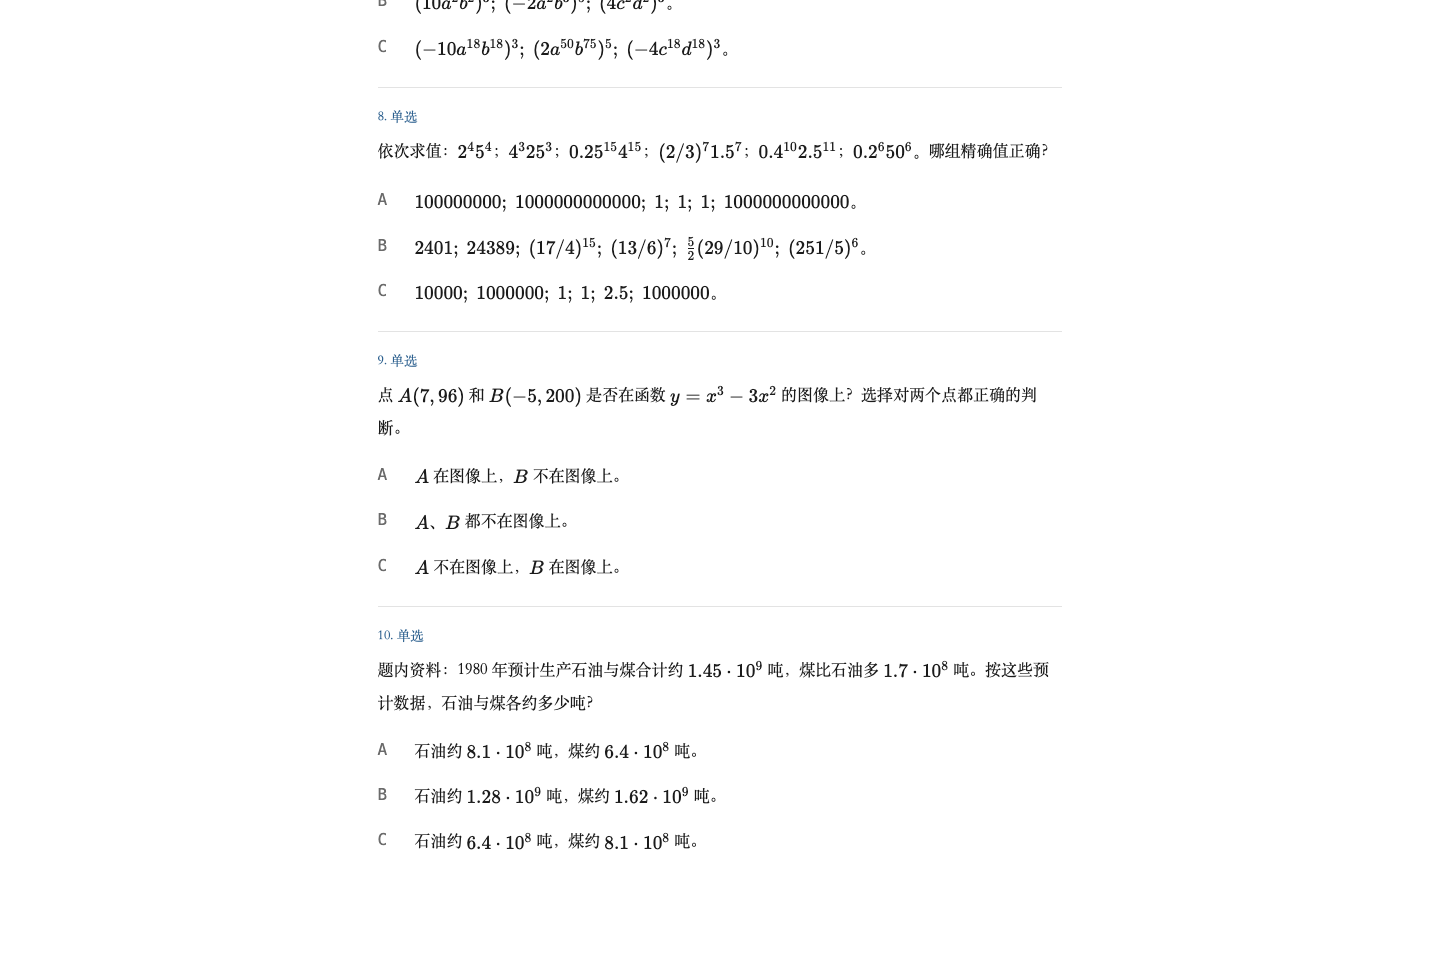 B (10a²b²)³; (−2a²b³)⁵; (4c²d²)³。
C (−10a¹⁸b¹⁸)³; (2a⁵⁰b⁷⁵)⁵; (−4c¹⁸d¹⁸)³。
8. 单选
依次求值：2⁴5⁴；4³25³；0.25¹⁵4¹⁵；(2/3)⁷1.5⁷；0.4¹⁰2.5¹¹；0.2⁶50⁶。哪组精确值正确？
A 100000000; 1000000000000; 1; 1; 1; 1000000000000。
B 2401; 24389; (17/4)¹⁵; (13/6)⁷; 5/2(29/10)¹⁰; (251/5)⁶。
C 10000; 1000000; 1; 1; 2.5; 1000000。
9. 单选
点 A(7, 96) 和 B(−5, 200) 是否在函数 y = x³ − 3x² 的图像上？选择对两个点都正确的判
断。
A A 在图像上，B 不在图像上。
B A、B 都不在图像上。
C A 不在图像上，B 在图像上。
10. 单选
题内资料：1980 年预计生产石油与煤合计约 1.45 · 10⁹ 吨，煤比石油多 1.7 · 10⁸ 吨。按这些预
计数据，石油与煤各约多少吨？
A 石油约 8.1 · 10⁸ 吨，煤约 6.4 · 10⁸ 吨。
B 石油约 1.28 · 10⁹ 吨，煤约 1.62 · 10⁹ 吨。
C 石油约 6.4 · 10⁸ 吨，煤约 8.1 · 10⁸ 吨。